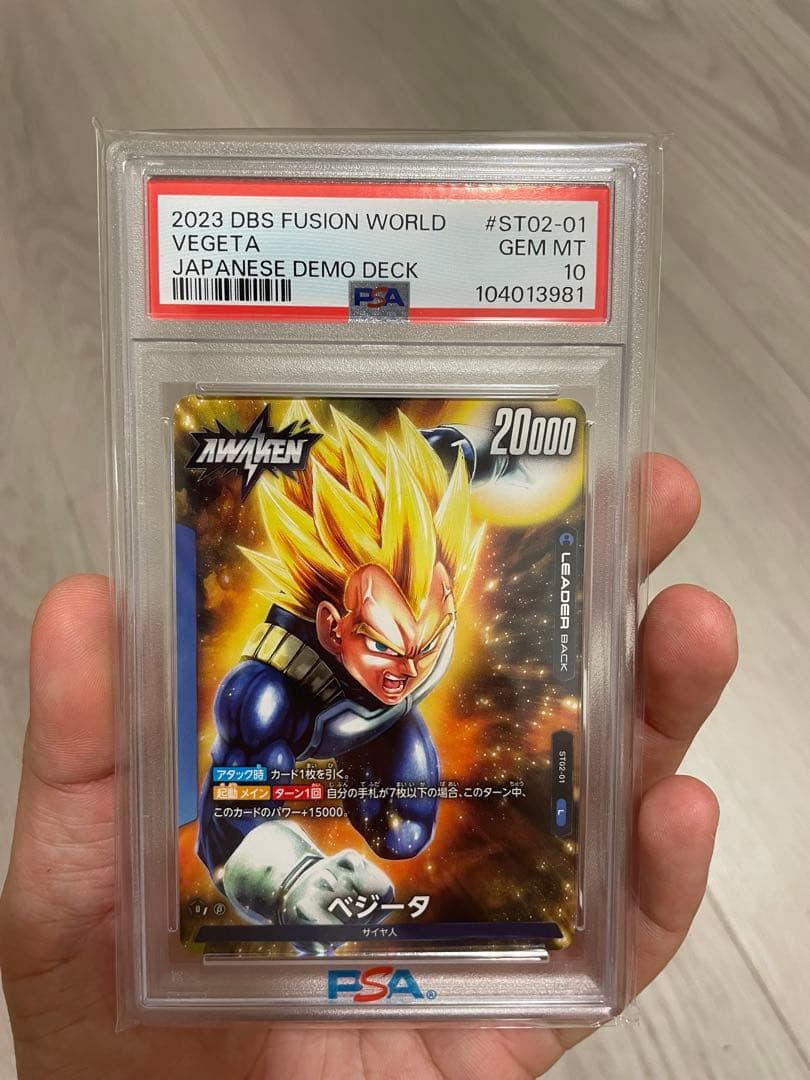 2023 DBS FUSION WORLD #ST02-01
VEGETA GEM MT
JAPANESE DEMO DECK 10
PSA 104013981
AWAKEN
20000
LEADER BACK
ST02-01
L
アタック時 カード1枚を引く。
起動メイン ターン1回 自分の手札が7枚以下の場合、このターン中、
このカードのパワー+15000。
ベジータ
サイヤ人
PSA®